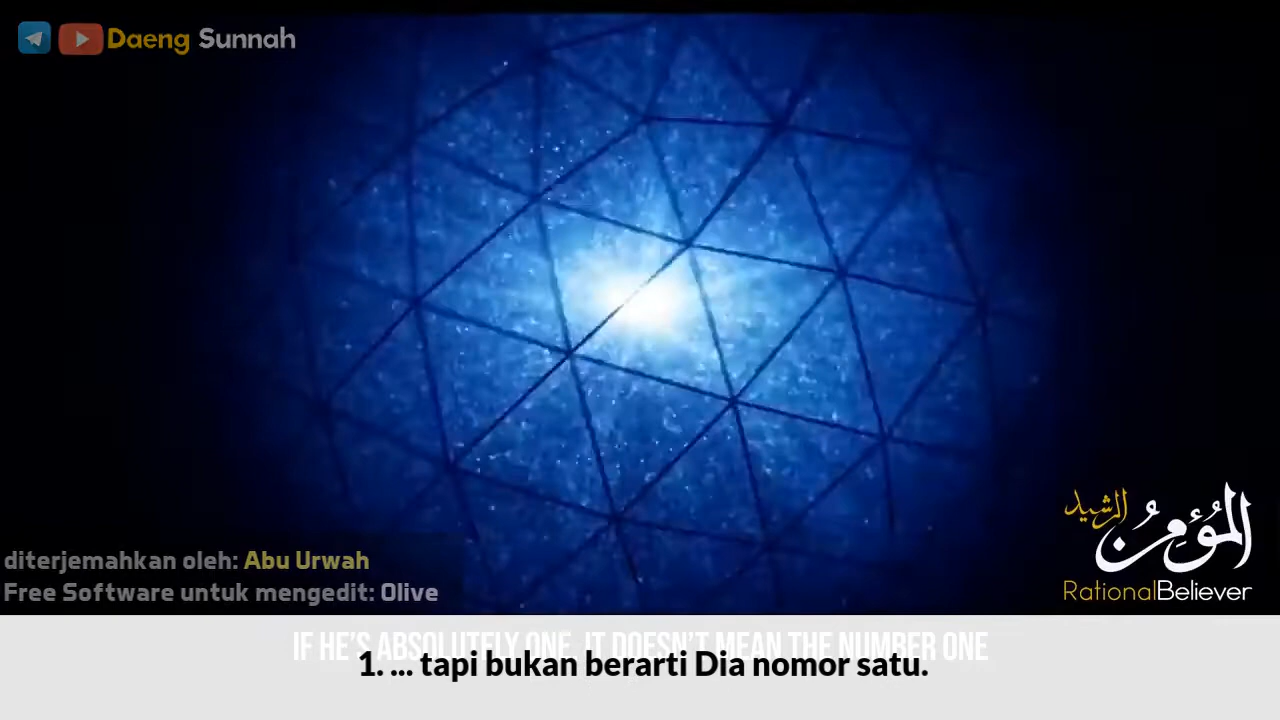 Daeng Sunnah
المؤمن الرشيد
RationalBeliever
diterjemahkan oleh: Abu Urwah
Free Software untuk mengedit: Olive
IF HE'S ABSOLUTELY ONE, IT DOESN'T MEAN THE NUMBER ONE
1. ... tapi bukan berarti Dia nomor satu.